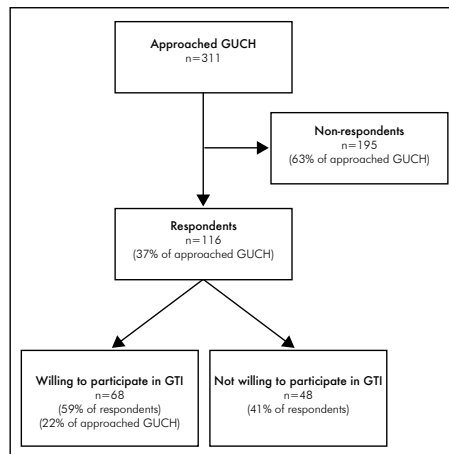 Approached GUCH
n=311
Non-respondents
n=195
(63% of approached GUCH)
Respondents
n=116
(37% of approached GUCH)
Willing to participate in GTI
n=68
(59% of respondents)
(22% of approached GUCH)
Not willing to participate in GTI
n=48
(41% of respondents)